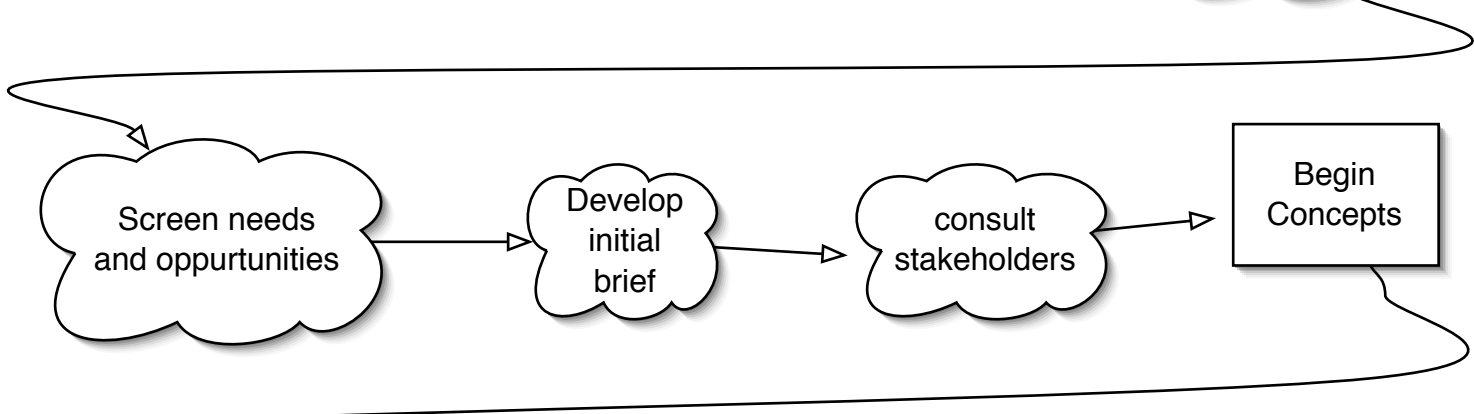 Screen needs
and oppurtunities
Develop
initial
brief
consult
stakeholders
Begin
Concepts